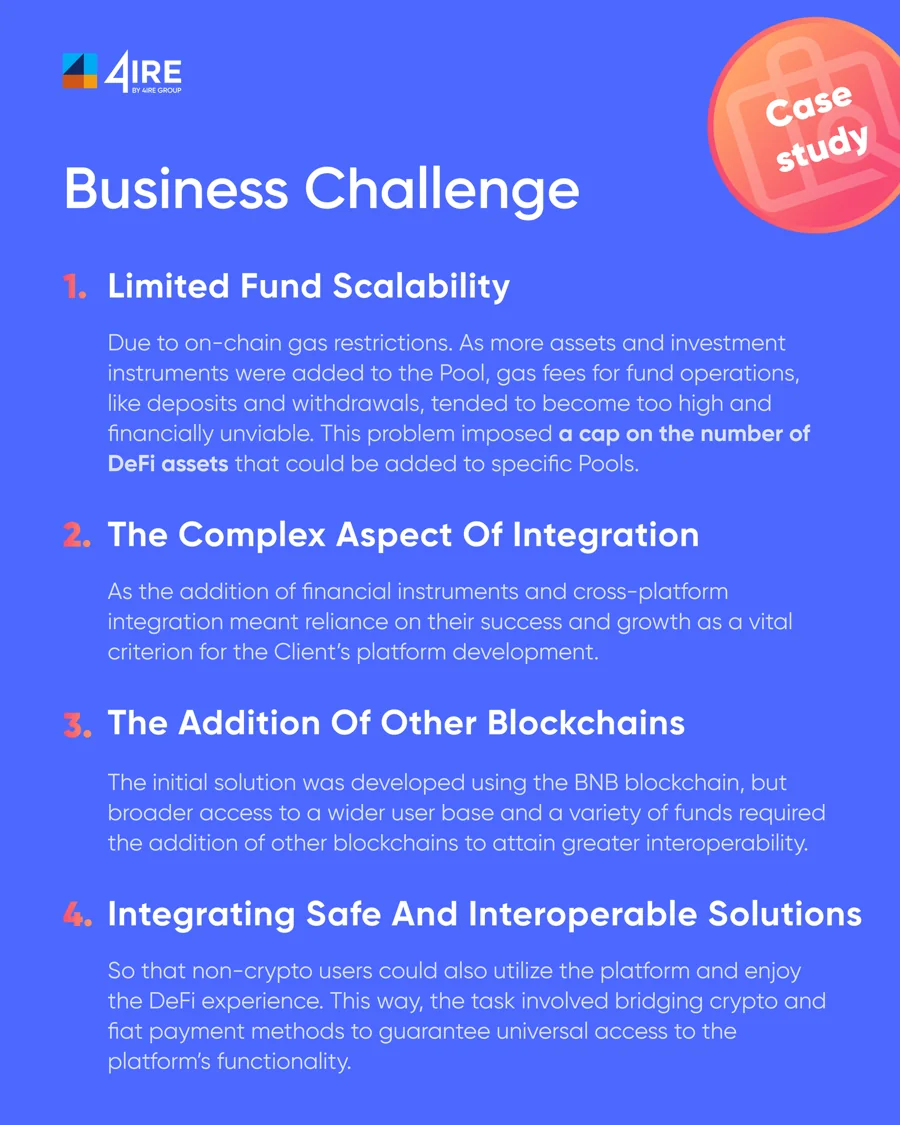 4IRE
BY 4IRE GROUP
Case
study
Business Challenge
1. Limited Fund Scalability
Due to on-chain gas restrictions. As more assets and investment
instruments were added to the Pool, gas fees for fund operations,
like deposits and withdrawals, tended to become too high and
financially unviable. This problem imposed a cap on the number of
DeFi assets that could be added to specific Pools.
2. The Complex Aspect Of Integration
As the addition of financial instruments and cross-platform
integration meant reliance on their success and growth as a vital
criterion for the Client's platform development.
3. The Addition Of Other Blockchains
The initial solution was developed using the BNB blockchain, but
broader access to a wider user base and a variety of funds required
the addition of other blockchains to attain greater interoperability.
4. Integrating Safe And Interoperable Solutions
So that non-crypto users could also utilize the platform and enjoy
the DeFi experience. This way, the task involved bridging crypto and
fiat payment methods to guarantee universal access to the
platform's functionality.